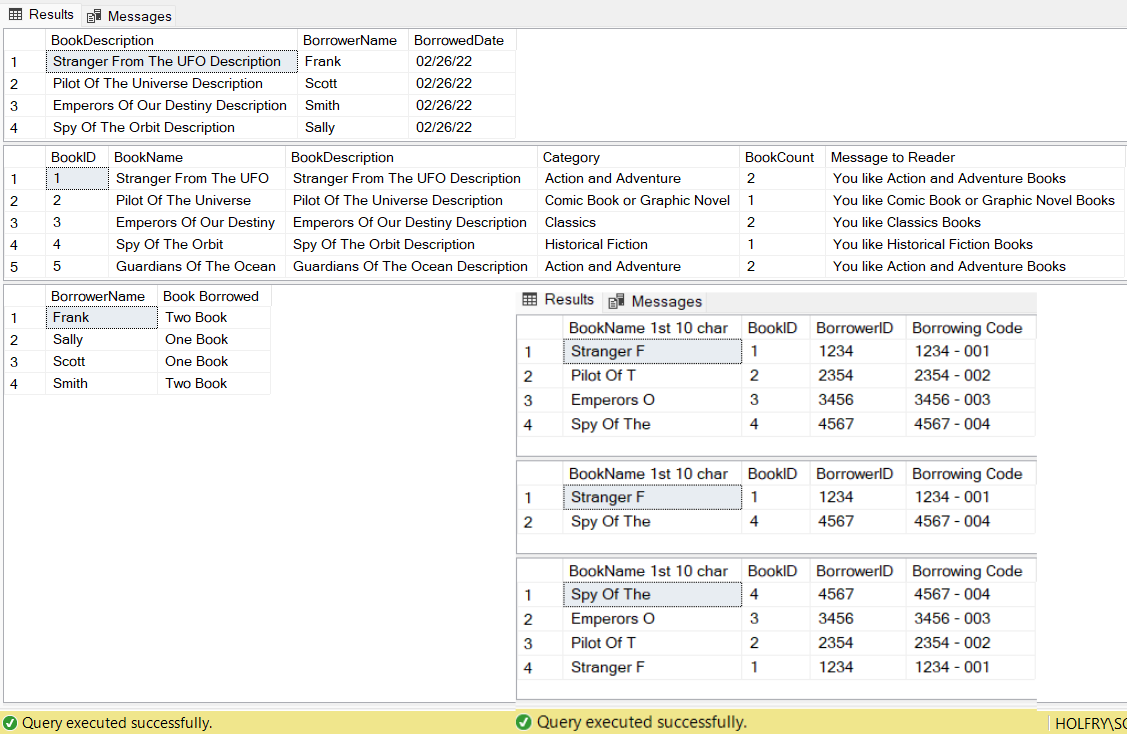 Results Messages
BookDescription BorrowerName BorrowedDate
1 Stranger From The UFO Description Frank 02/26/22
2 Pilot Of The Universe Description Scott 02/26/22
3 Emperors Of Our Destiny Description Smith 02/26/22
4 Spy Of The Orbit Description Sally 02/26/22
BookID BookName BookDescription Category BookCount Message to Reader
1 1 Stranger From The UFO Stranger From The UFO Description Action and Adventure 2 You like Action and Adventure Books
2 2 Pilot Of The Universe Pilot Of The Universe Description Comic Book or Graphic Novel 1 You like Comic Book or Graphic Novel Books
3 3 Emperors Of Our Destiny Emperors Of Our Destiny Description Classics 2 You like Classics Books
4 4 Spy Of The Orbit Spy Of The Orbit Description Historical Fiction 1 You like Historical Fiction Books
5 5 Guardians Of The Ocean Guardians Of The Ocean Description Action and Adventure 2 You like Action and Adventure Books
BorrowerName Book Borrowed
1 Frank Two Book
2 Sally One Book
3 Scott One Book
4 Smith Two Book
Results Messages
BookName 1st 10 char BookID BorrowerID Borrowing Code
1 Stranger F 1 1234 1234 - 001
2 Pilot Of T 2 2354 2354 - 002
3 Emperors O 3 3456 3456 - 003
4 Spy Of The 4 4567 4567 - 004
BookName 1st 10 char BookID BorrowerID Borrowing Code
1 Stranger F 1 1234 1234 - 001
2 Spy Of The 4 4567 4567 - 004
BookName 1st 10 char BookID BorrowerID Borrowing Code
1 Spy Of The 4 4567 4567 - 004
2 Emperors O 3 3456 3456 - 003
3 Pilot Of T 2 2354 2354 - 002
4 Stranger F 1 1234 1234 - 001
Query executed successfully. Query executed successfully. HOLFRY\SC